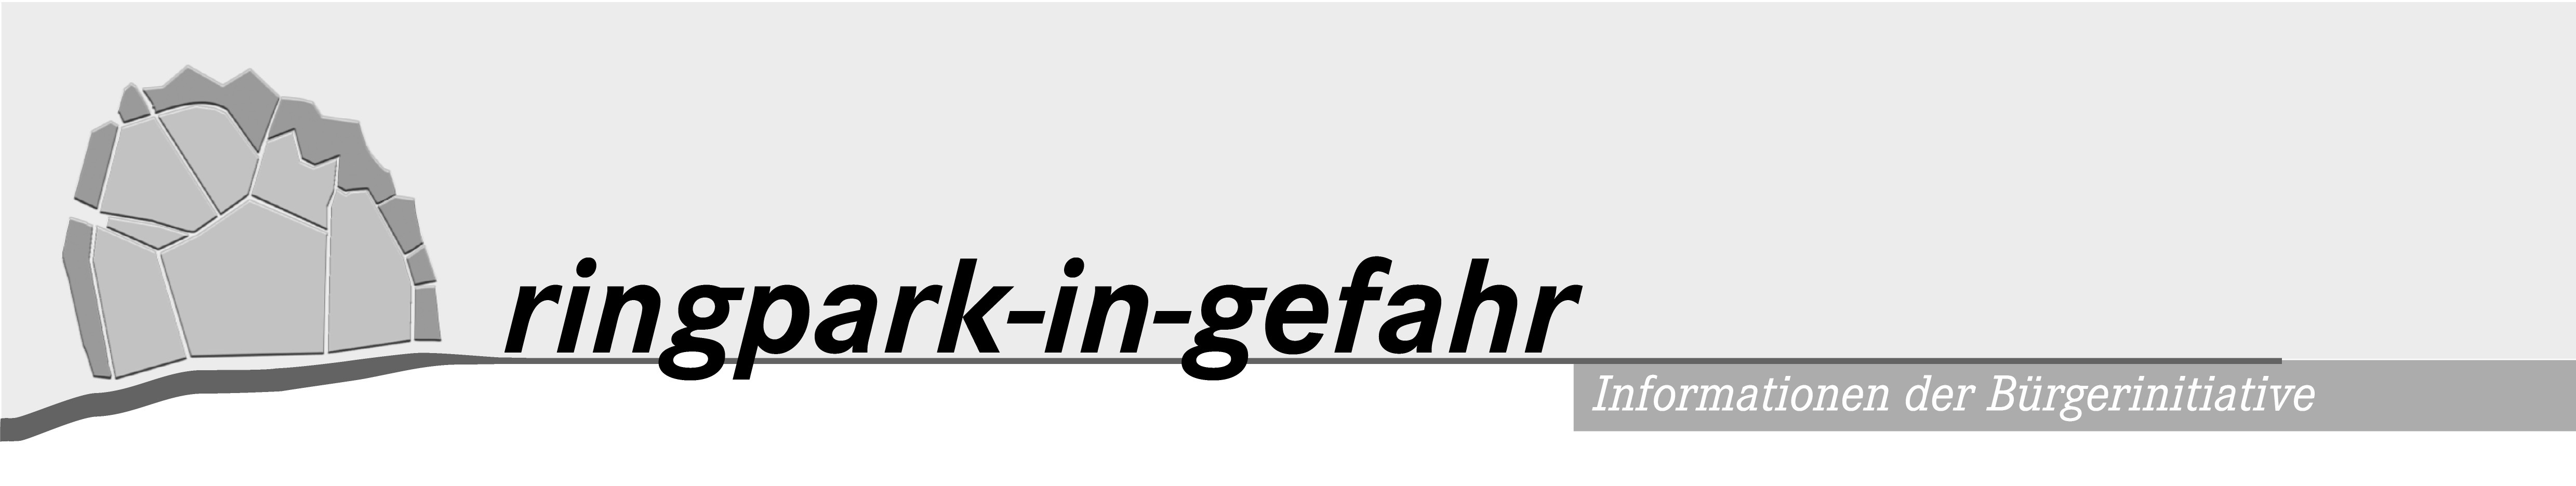 ringpark-in-gefahr
Informationen der Bürgerinitiative